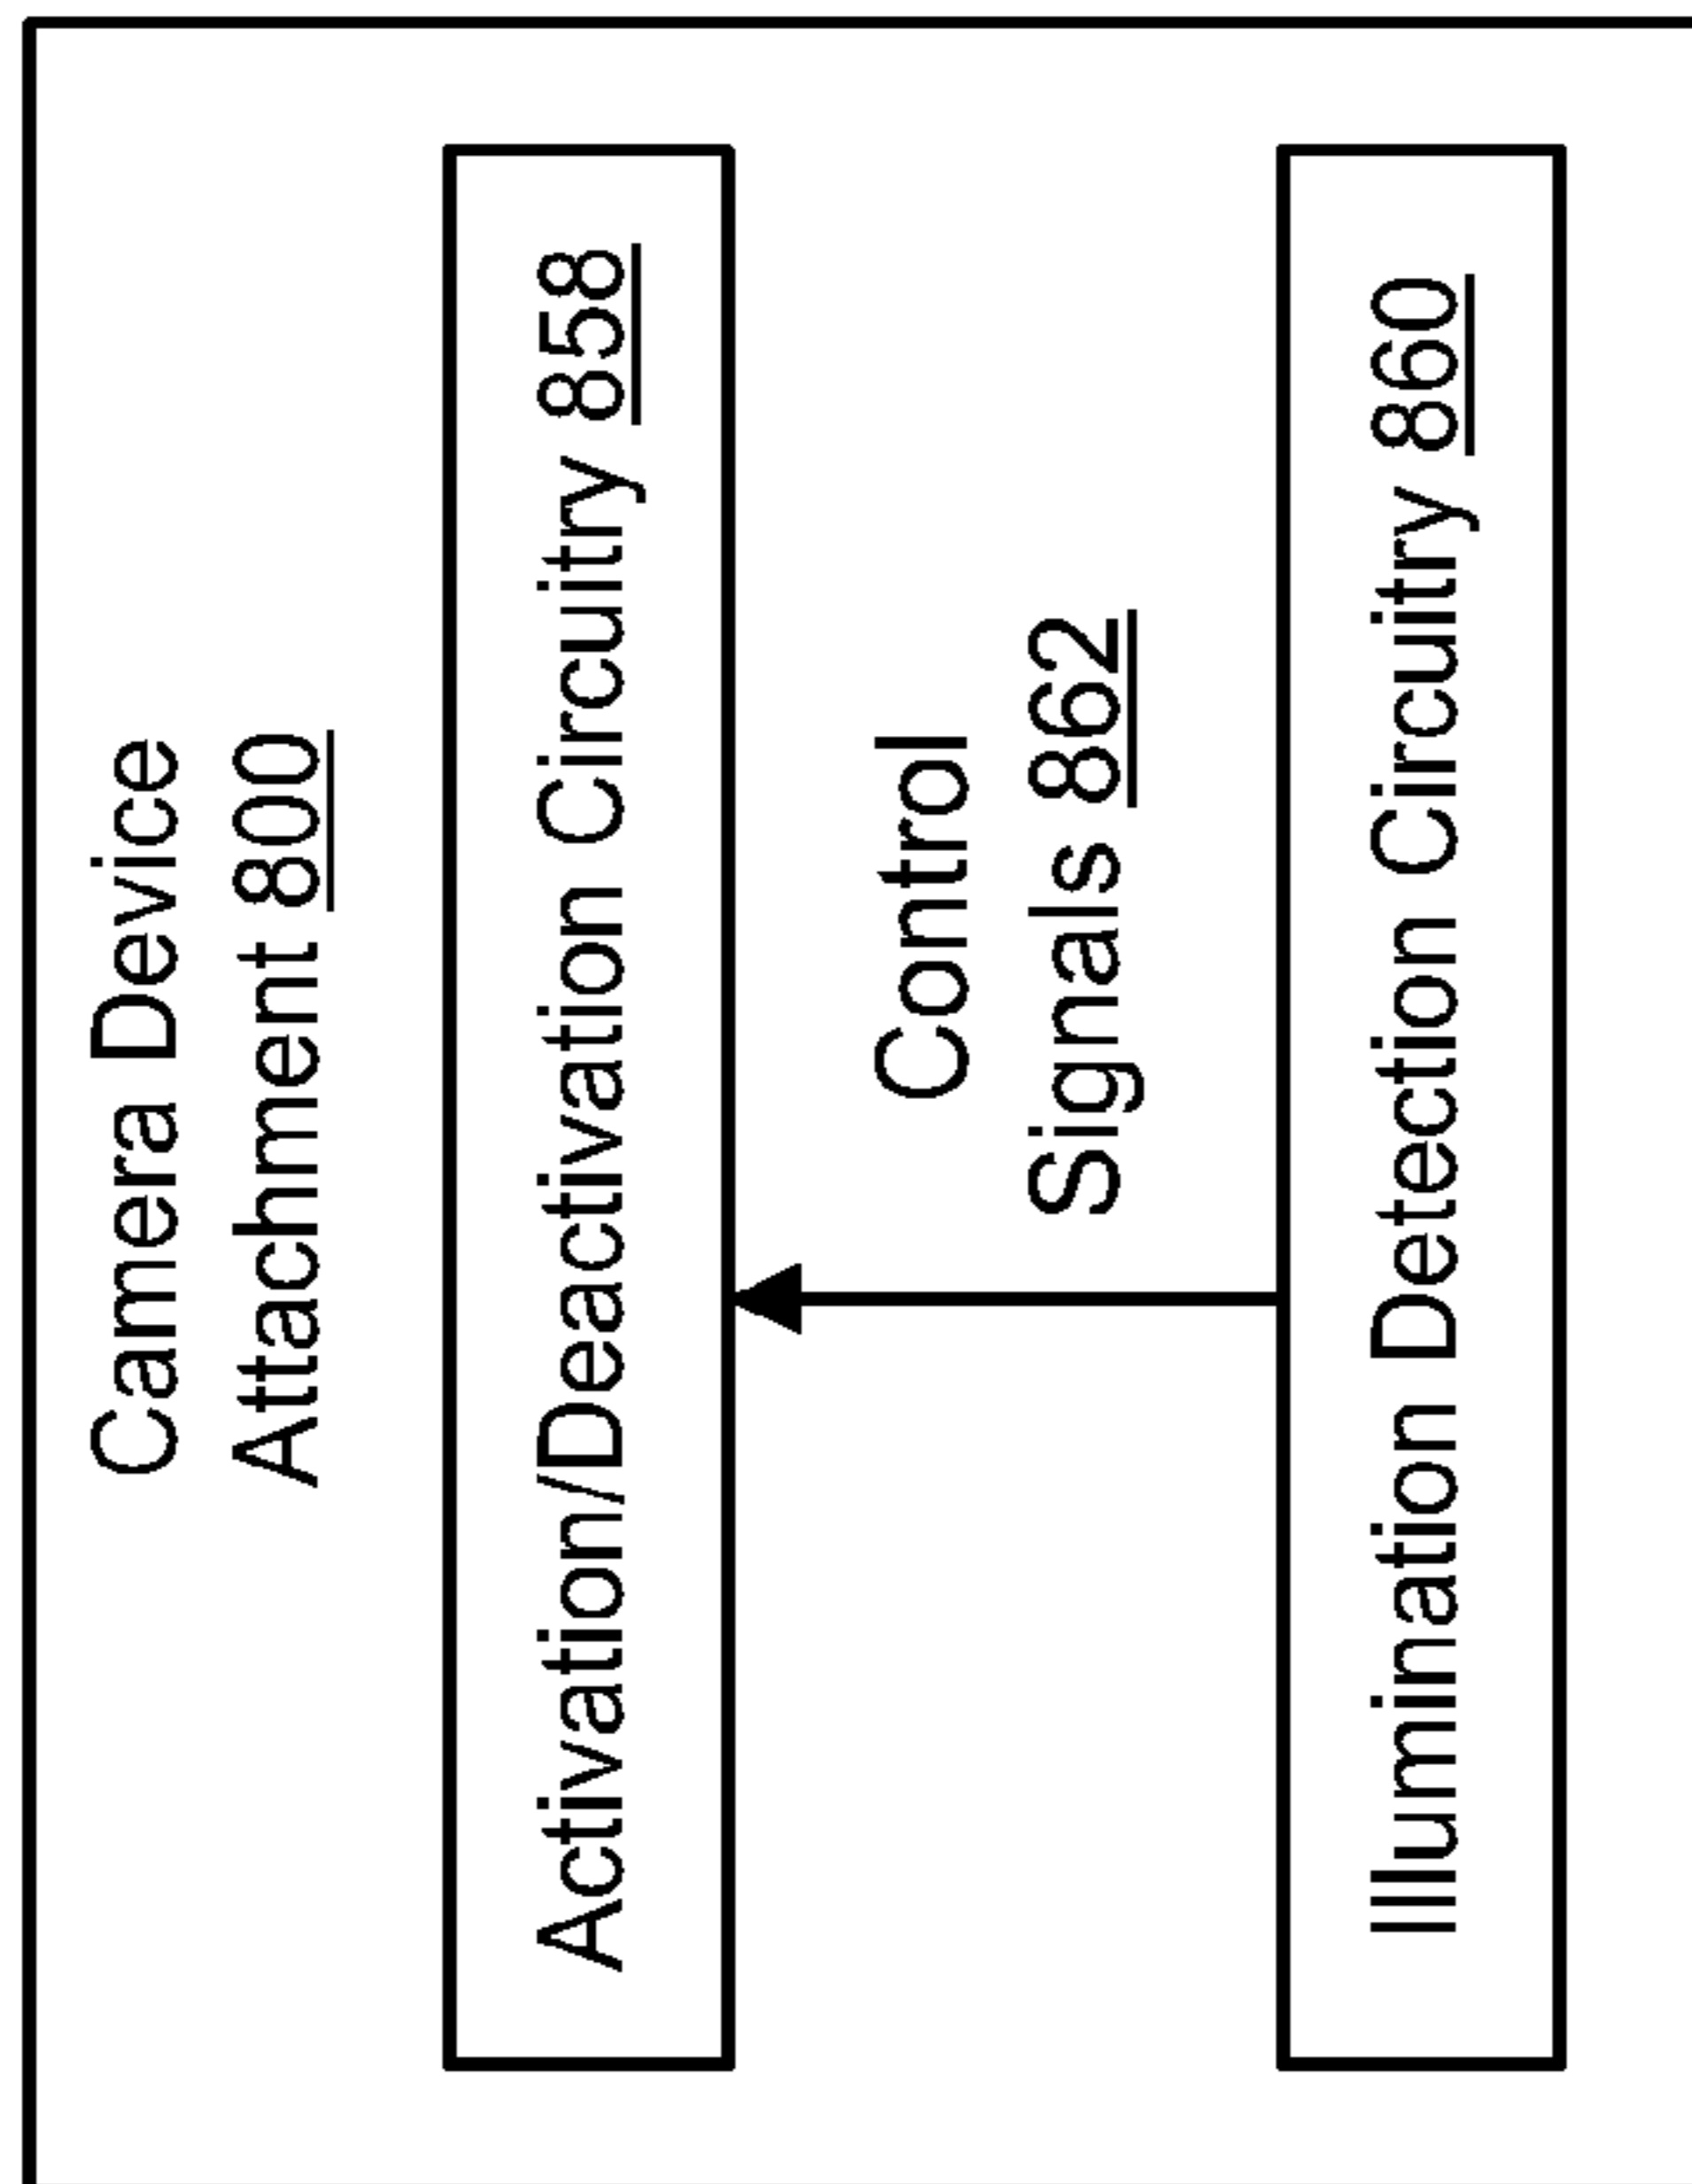 Camera Device
Attachment 800
Activation/Deactivation Circuitry 858
Control
Signals 862
Illumination Detection Circuitry 860